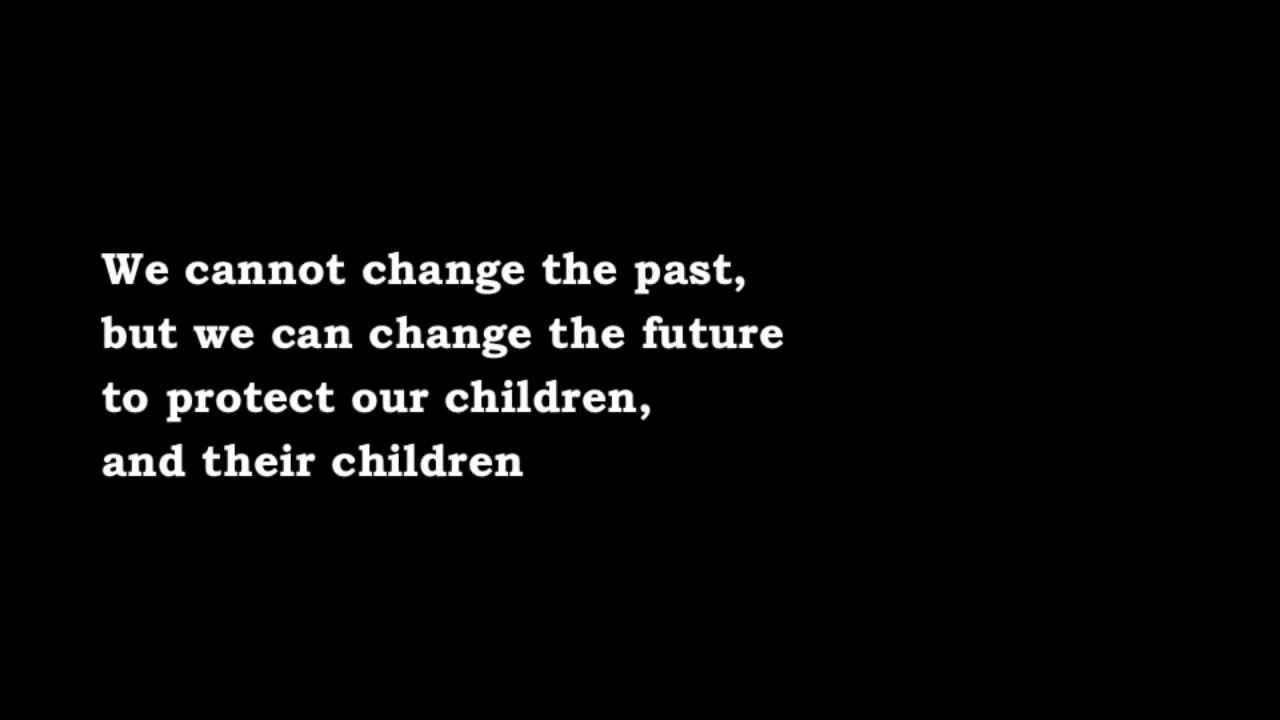 We cannot change the past,
but we can change the future
to protect our children,
and their children